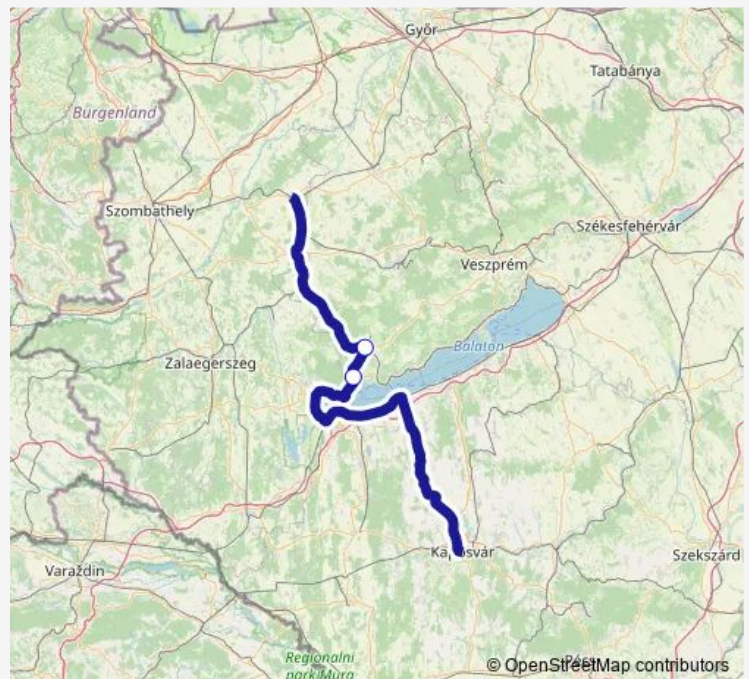 Győr
Tatabánya
Burgenland
Szombathely
Székesfehérvár
Veszprém
Balaton
Zalaegerszeg
Kaposvár
Szekszárd
Varaždin
Regionalni
park Mura
© OpenStreetMap contributors